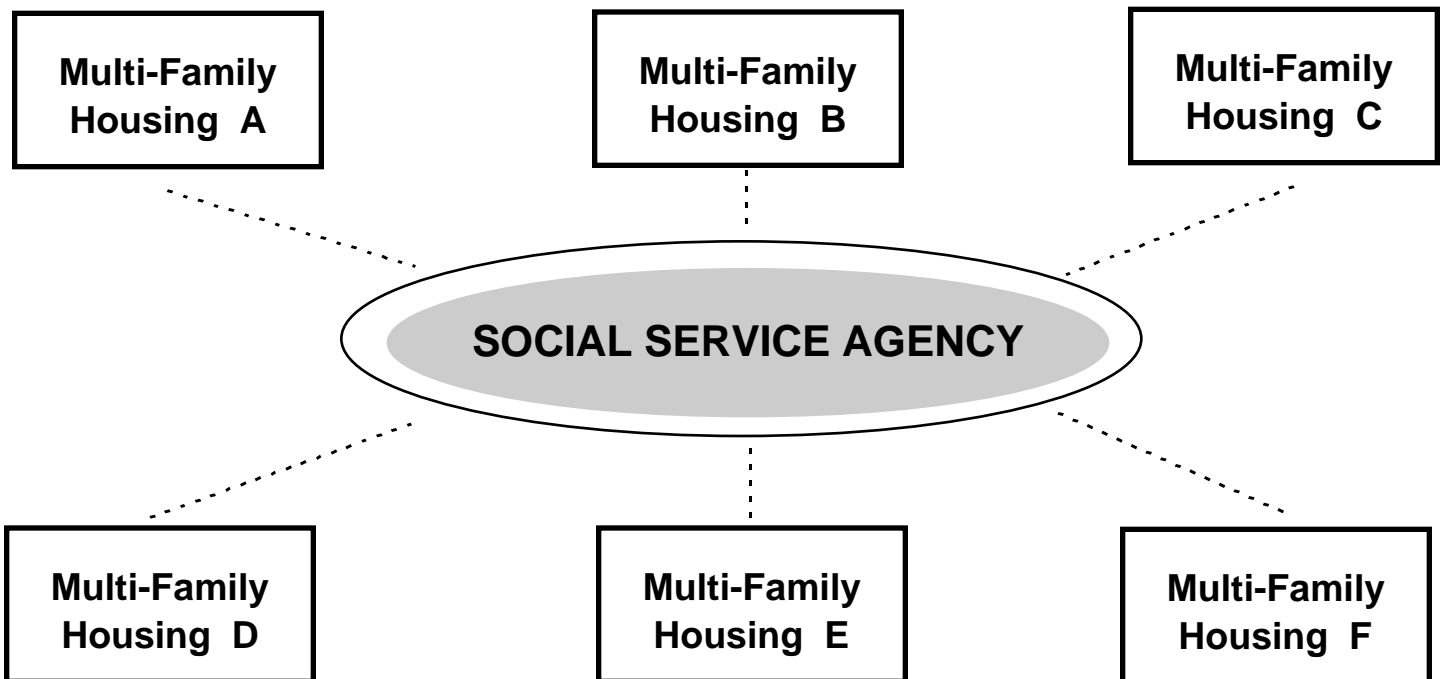 Multi-Family
Housing A
Multi-Family
Housing B
Multi-Family
Housing C
SOCIAL SERVICE AGENCY
Multi-Family
Housing D
Multi-Family
Housing E
Multi-Family
Housing F